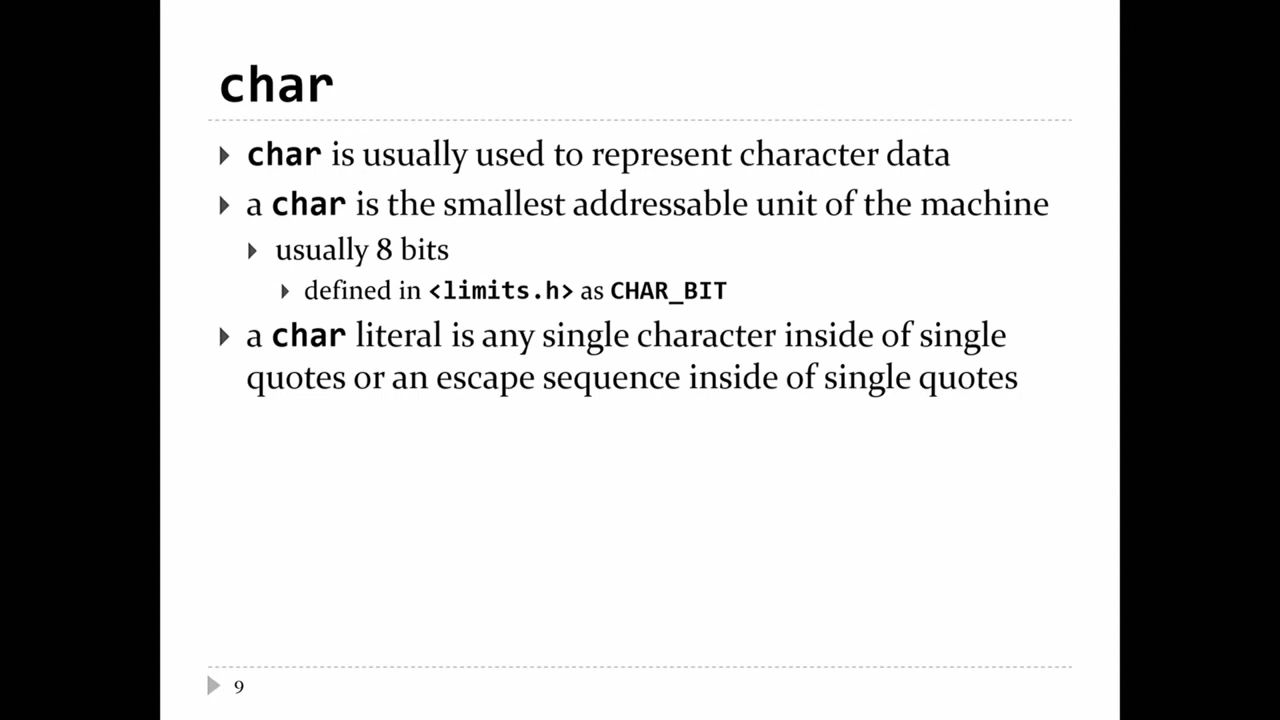 char
char is usually used to represent character data
a char is the smallest addressable unit of the machine
usually 8 bits
defined in <limits.h> as CHAR_BIT
a char literal is any single character inside of single
quotes or an escape sequence inside of single quotes
9